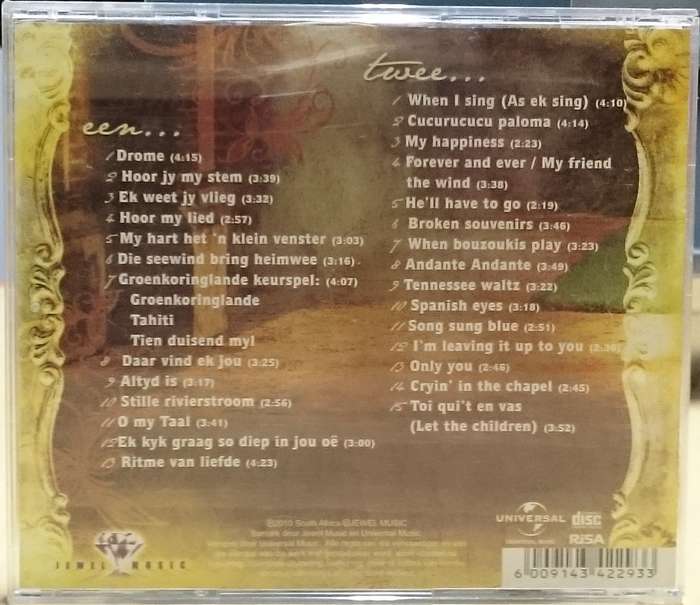 een...
1 Drome (4:15)
2 Hoor jy my stem (3:39)
3 Ek weet jy vlieg (3:32)
4 Hoor my lied (2:57)
5 My hart het 'n klein venster (3:03)
6 Die seewind bring heimwee (3:16)
7 Groenkoringlande keurspel: (4:07)
Groenkoringlande
Tahiti
Tien duisend myl
8 Daar vind ek jou (3:25)
9 Altyd is (3:17)
10 Stille rivierstroom (2:56)
11 O my Taal (3:41)
12 Ek kyk graag so diep in jou oë (3:00)
13 Ritme van liefde (4:23)
twee...
1 When I sing (As ek sing) (4:10)
2 Cucurucucu paloma (4:14)
3 My happiness (2:23)
4 Forever and ever / My friend
the wind (3:38)
5 He'll have to go (2:19)
6 Broken souvenirs (3:46)
7 When bouzoukis play (3:23)
8 Andante Andante (3:49)
9 Tennessee waltz (3:22)
10 Spanish eyes (3:18)
11 Song sung blue (2:51)
12 I'm leaving it up to you
13 Only you (2:46)
14 Cryin' in the chapel (2:45)
15 Toi qui't en vas
(Let the children) (3:52)
℗2010 South Africa ©JEWEL MUSIC
JEWEL MUSIC
UNIVERSAL
disc
RiSA
6 009143 422933